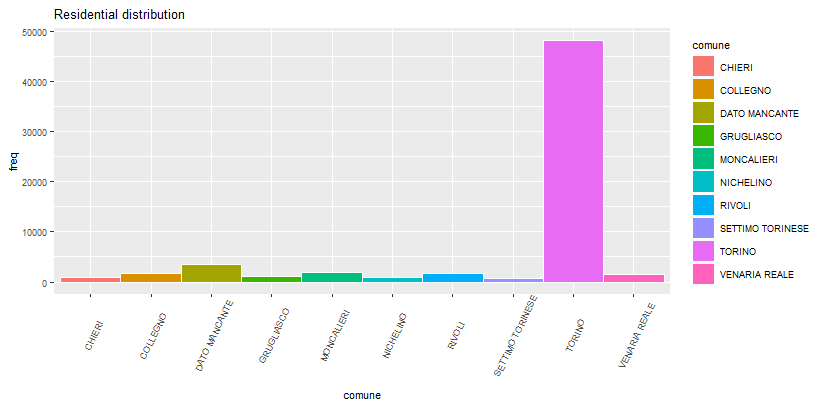 Residential distribution
50000
40000
30000
20000
10000
0
freq
CHIERI
COLLEGNO
DATO MANCANTE
GRUGLIASCO
MONCALIERI
NICHELINO
RIVOLI
SETTIMO TORINESE
TORINO
VENARIA REALE
comune
comune
CHIERI
COLLEGNO
DATO MANCANTE
GRUGLIASCO
MONCALIERI
NICHELINO
RIVOLI
SETTIMO TORINESE
TORINO
VENARIA REALE